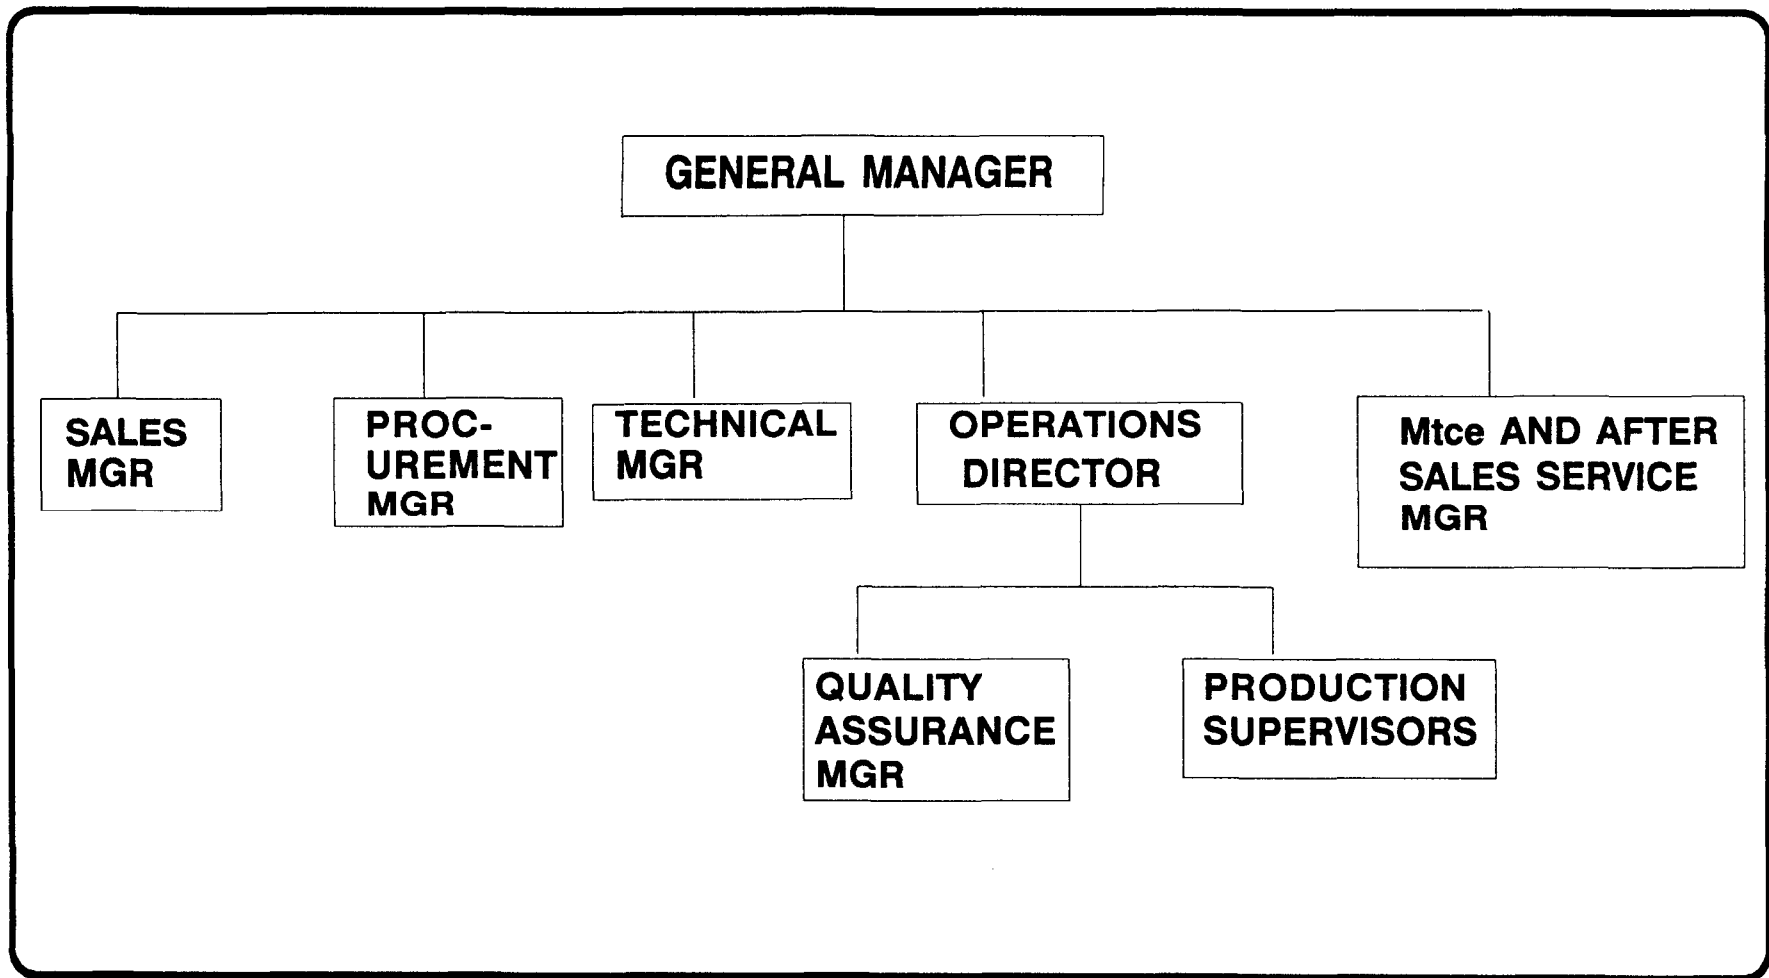 GENERAL MANAGER
SALES
MGR
PROC-
UREMENT
MGR
TECHNICAL
MGR
OPERATIONS
DIRECTOR
Mtce AND AFTER
SALES SERVICE
MGR
QUALITY
ASSURANCE
MGR
PRODUCTION
SUPERVISORS